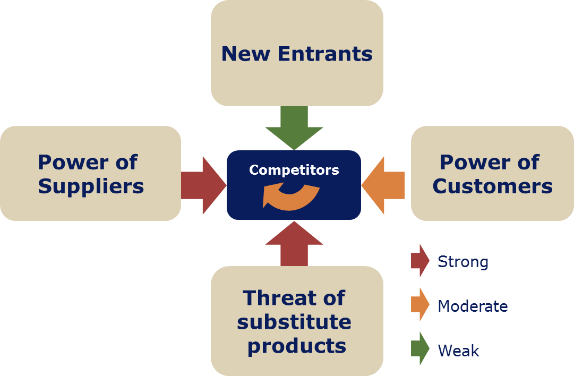 New Entrants
Power of
Suppliers
Competitors
Power of
Customers
Threat of
substitute
products
Strong
Moderate
Weak